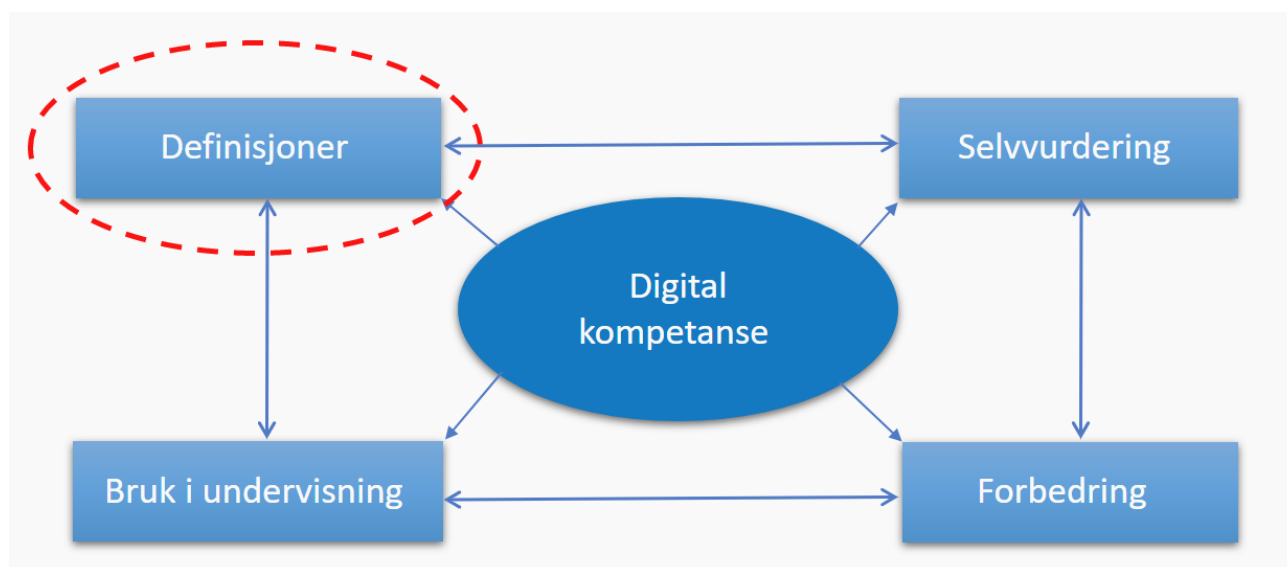 Definisjoner
Selvvurdering
Digital
kompetanse
Bruk i undervisning
Forbedring